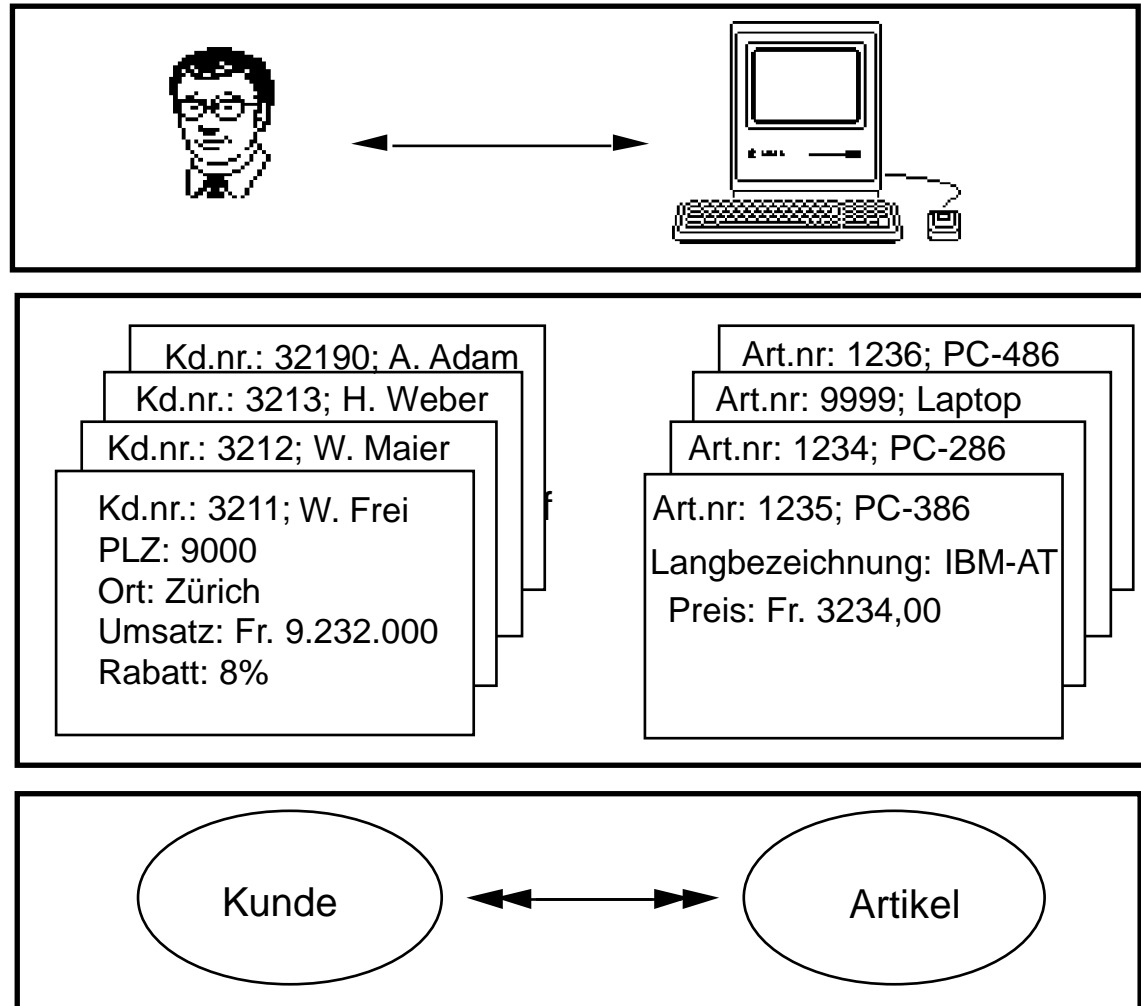 Kd.nr.: 32190; A. Adam
Kd.nr.: 3213; H. Weber
Kd.nr.: 3212; W. Maier
Kd.nr.: 3211; W. Frei
f
PLZ: 9000
Ort: Zürich
Umsatz: Fr. 9.232.000
Rabatt: 8%
Art.nr: 1236; PC-486
Art.nr: 9999; Laptop
Art.nr: 1234; PC-286
Art.nr: 1235; PC-386
Langbezeichnung: IBM-AT
Preis: Fr. 3234,00
Kunde
Artikel